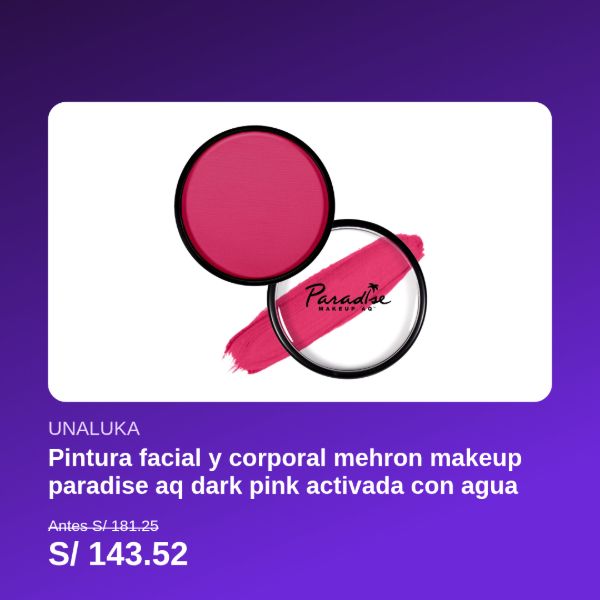 Paradise
MAKEUP AQ™
UNALUKA
Pintura facial y corporal mehron makeup
paradise aq dark pink activada con agua
Antes S/ 181.25
S/ 143.52